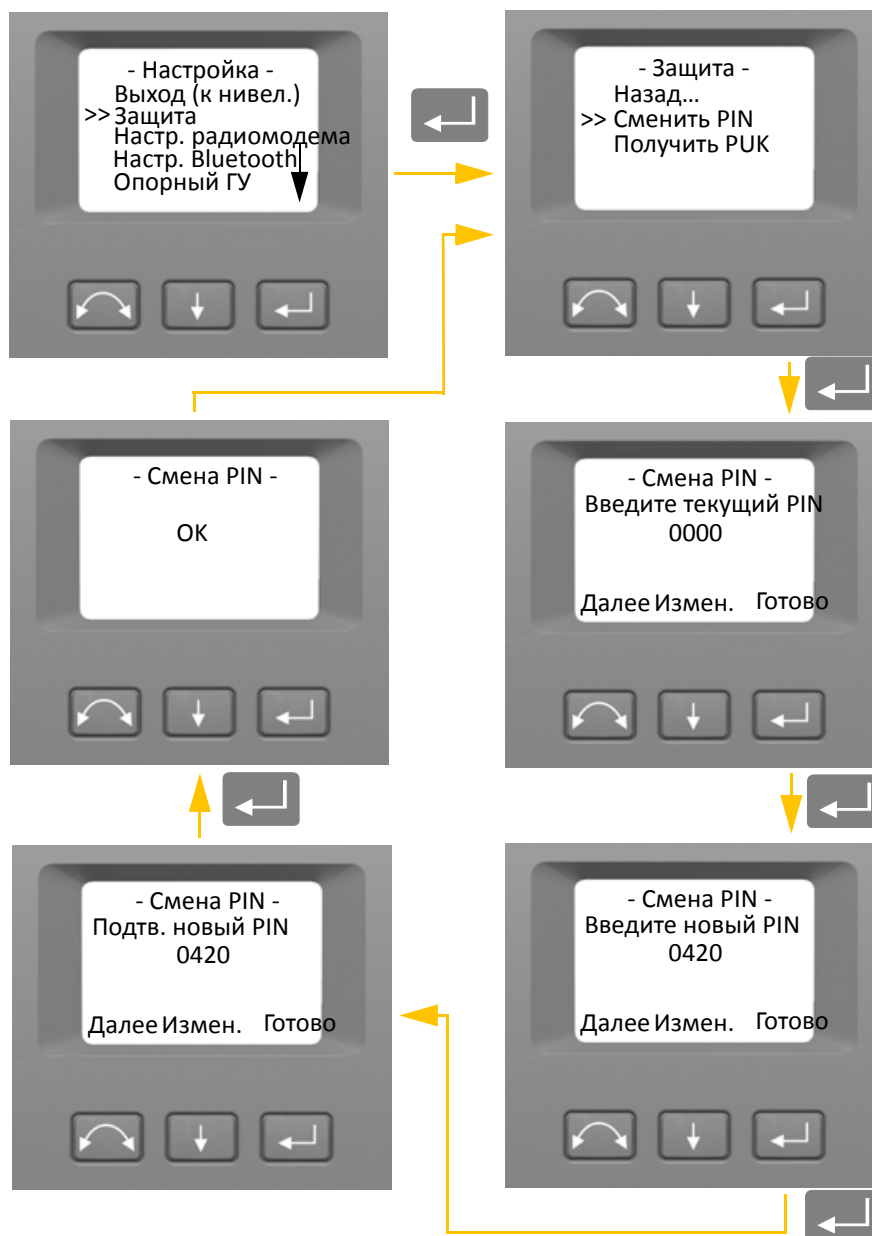 - Настройка -
Выход (к нивел.)
>> Защита
Настр. радиомодема
Настр. Bluetooth
Опорный ГУ
- Защита -
Назад...
>> Сменить PIN
Получить PUK
- Смена PIN -
OK
- Смена PIN -
Введите текущий PIN
0000
Далее Измен. Готово
- Смена PIN -
Подтв. новый PIN
0420
Далее Измен. Готово
- Смена PIN -
Введите новый PIN
0420
Далее Измен. Готово